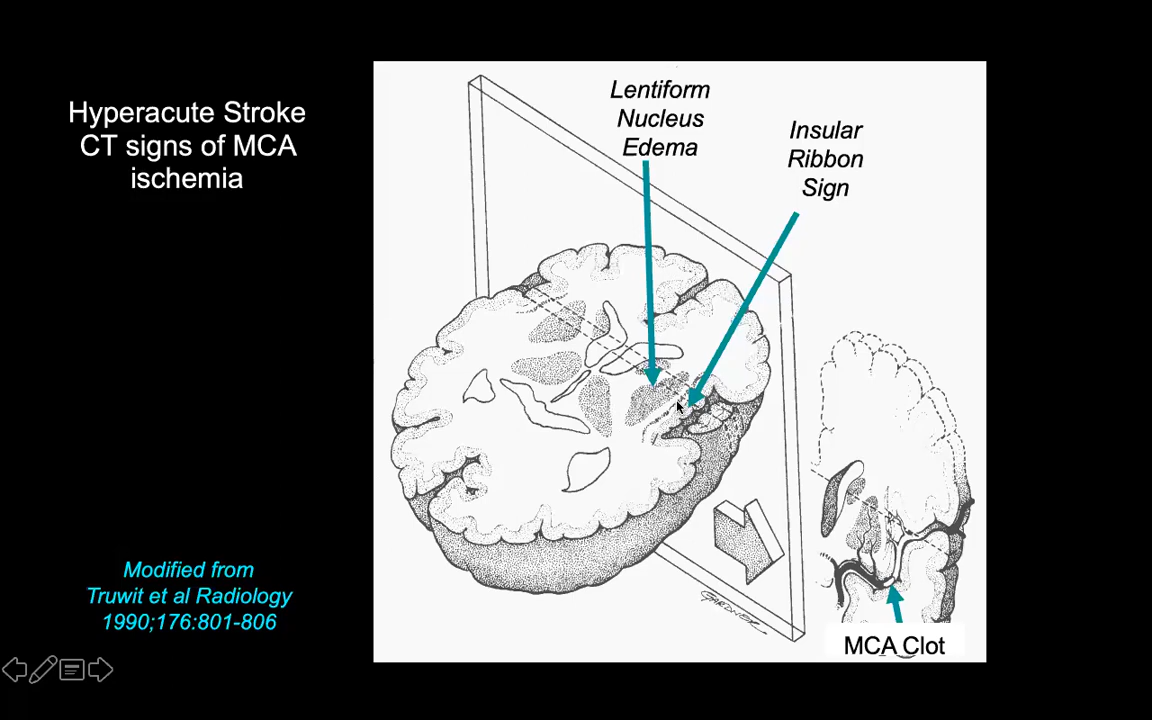 Hyperacute Stroke
CT signs of MCA
ischemia
Lentiform
Nucleus
Edema
Insular
Ribbon
Sign
GARDNER
MCA Clot
Modified from
Truwit et al Radiology
1990;176:801-806